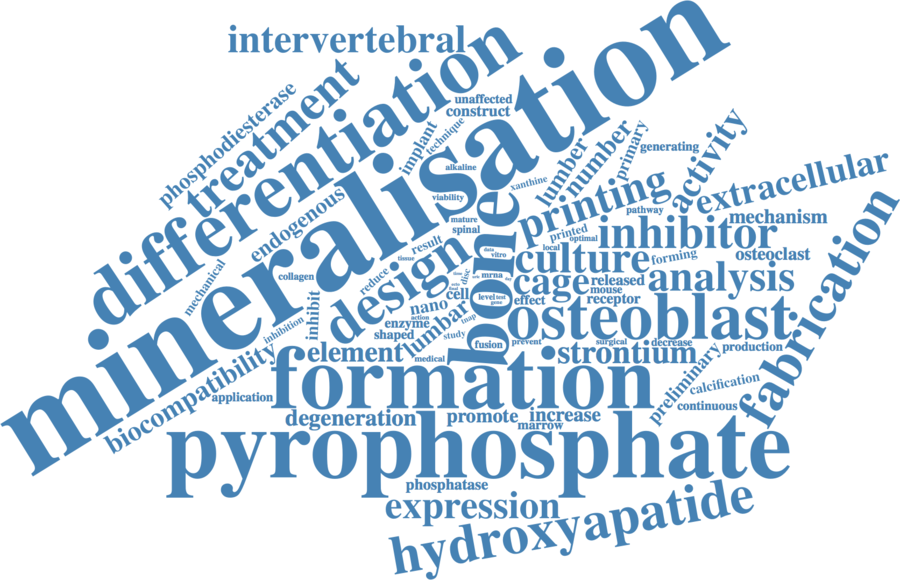 intervertebral
mineralisation
differentiation
treatment
phosphodiesterase
unaffected
construct
technique
implant
alkaline
viability
mature
spinal
endogenous
mechanical
xanthine
lumber
number
primary
generating
activity
extracellular
printing
pathway
mechanism
printed
optimal
local
inhibitor
osteoclast
forming
culture
bone
data
vitro
result
tissue
reduce
collagen
design
disc
mrna
cage
released
mouse
receptor
analysis
fabrication
cell
nano
action
level
test
gene
effect
inhibit
inhibition
enzyme
shaped
lumbar
study
fusion
osteoblast
prevent
surgical
decrease
production
element
medical
strontium
preliminary
calcification
continuous
biocompatibility
application
formation
degeneration
promote
increase
marrow
pyrophosphate
phosphatase
expression
hydroxyapatide